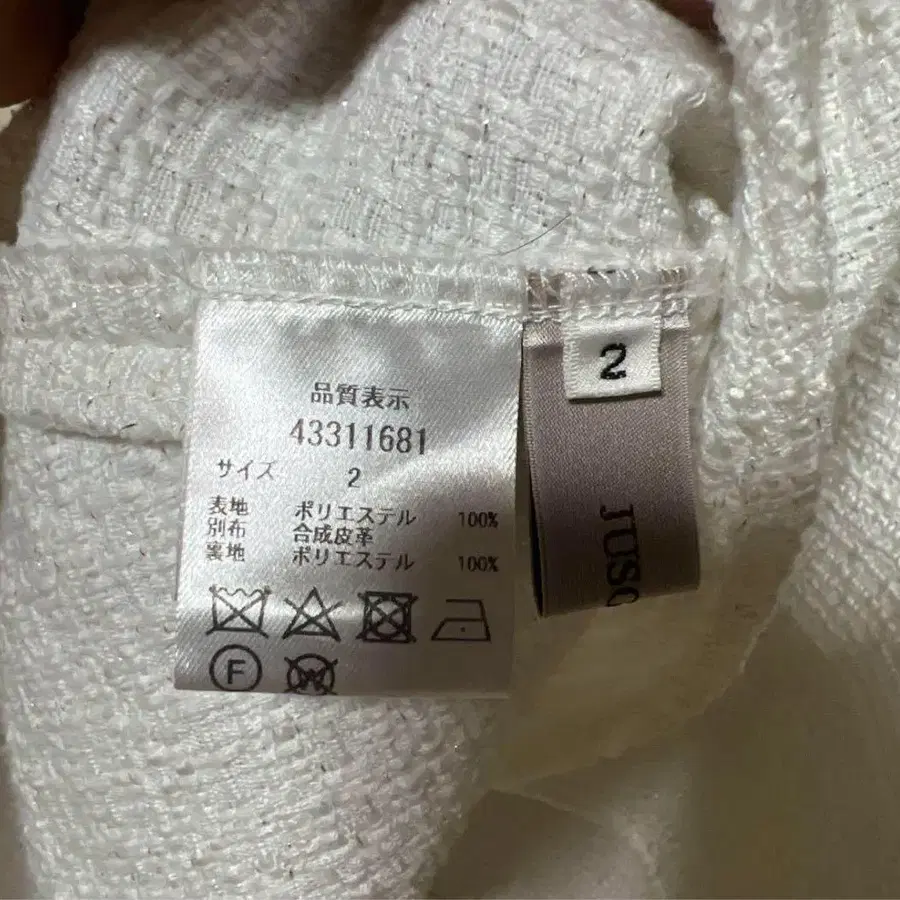 品質表示
43311681
サイズ 2
表地 ポリエステル 100%
別布 合成皮革
裏地 ポリエステル 100%
F
W
2
JUSG